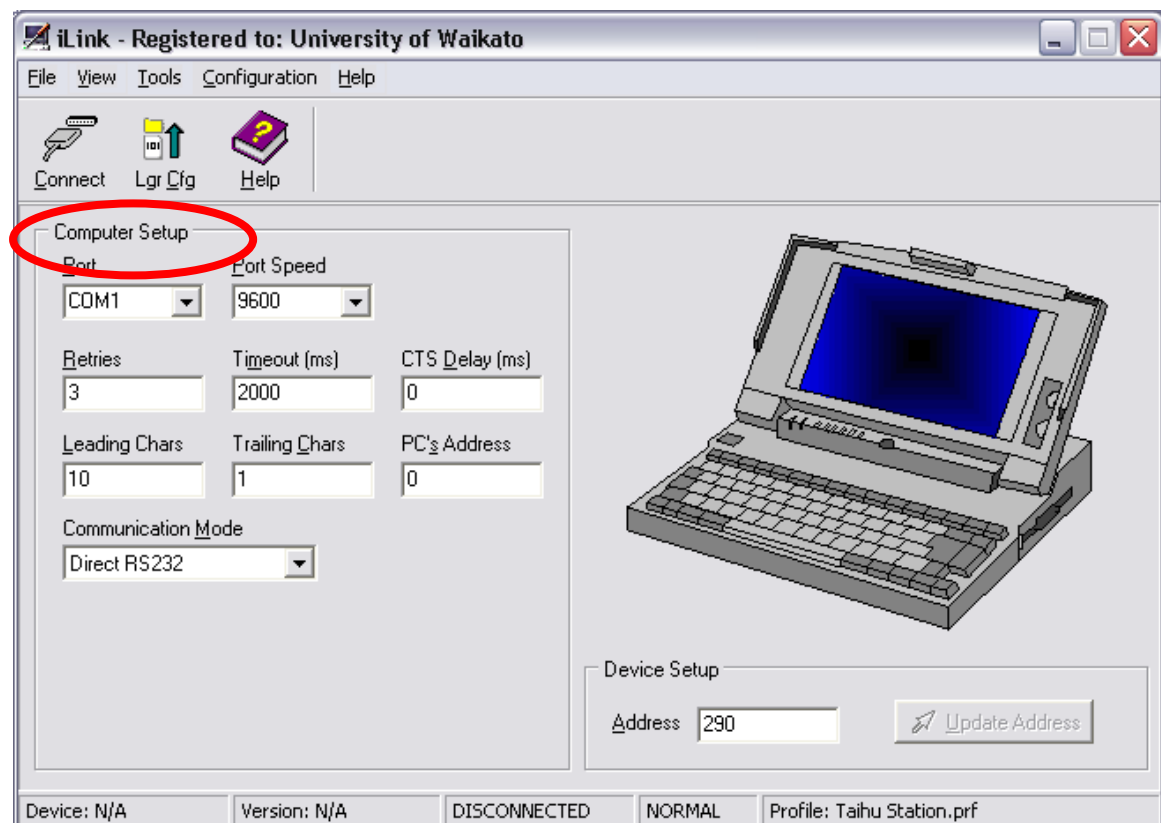 iLink - Registered to: University of Waikato
File View Tools Configuration Help
Connect Lgr Cfg Help
Computer Setup
Port Port Speed
COM1 9600
Retries Timeout (ms) CTS Delay (ms)
3 2000 0
Leading Chars Trailing Chars PC's Address
10 1 0
Communication Mode
Direct RS232
Device Setup
Address 290 Update Address
Device: N/A Version: N/A DISCONNECTED NORMAL Profile: Taihu Station.prf